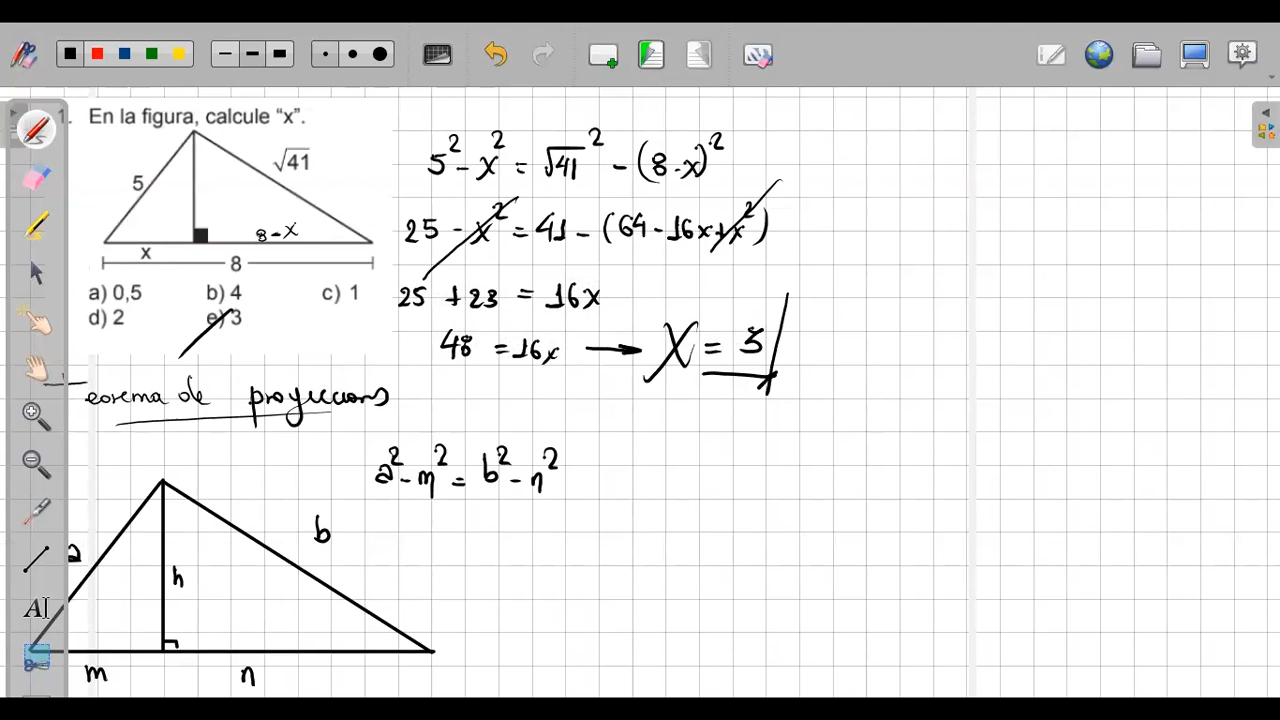 1. En la figura, calcule “x”.
5
√41
x
8-x
8
a) 0,5 b) 4 c) 1
d) 2 e) 3
5² - x² = √41² - (8-x)²
25 - x² = 41 - (64 - 16x + x²)
25 + 23 = 16x
48 = 16x → X = 3
Teorema de proyeccions
a² - m² = b² - n²
a
b
h
m
n
AI